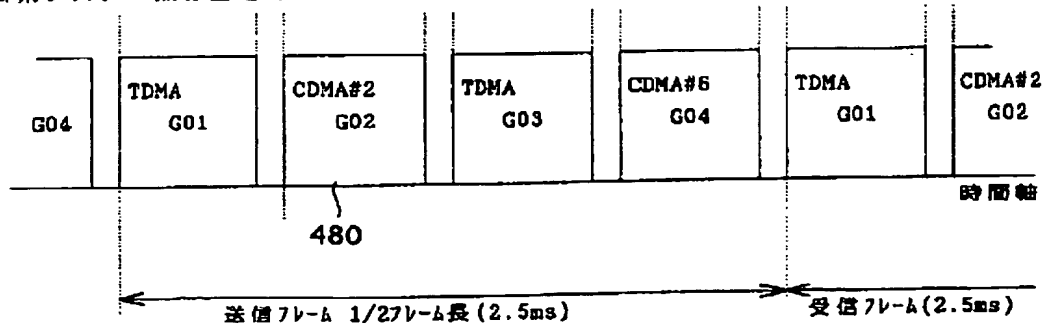 G04
TDMA
G01
CDMA#2
G02
TDMA
G03
CDMA#6
G04
TDMA
G01
CDMA#2
G02
時間軸
480
送信フレーム 1/2フレーム長(2.5ms)
受信フレーム(2.5ms)